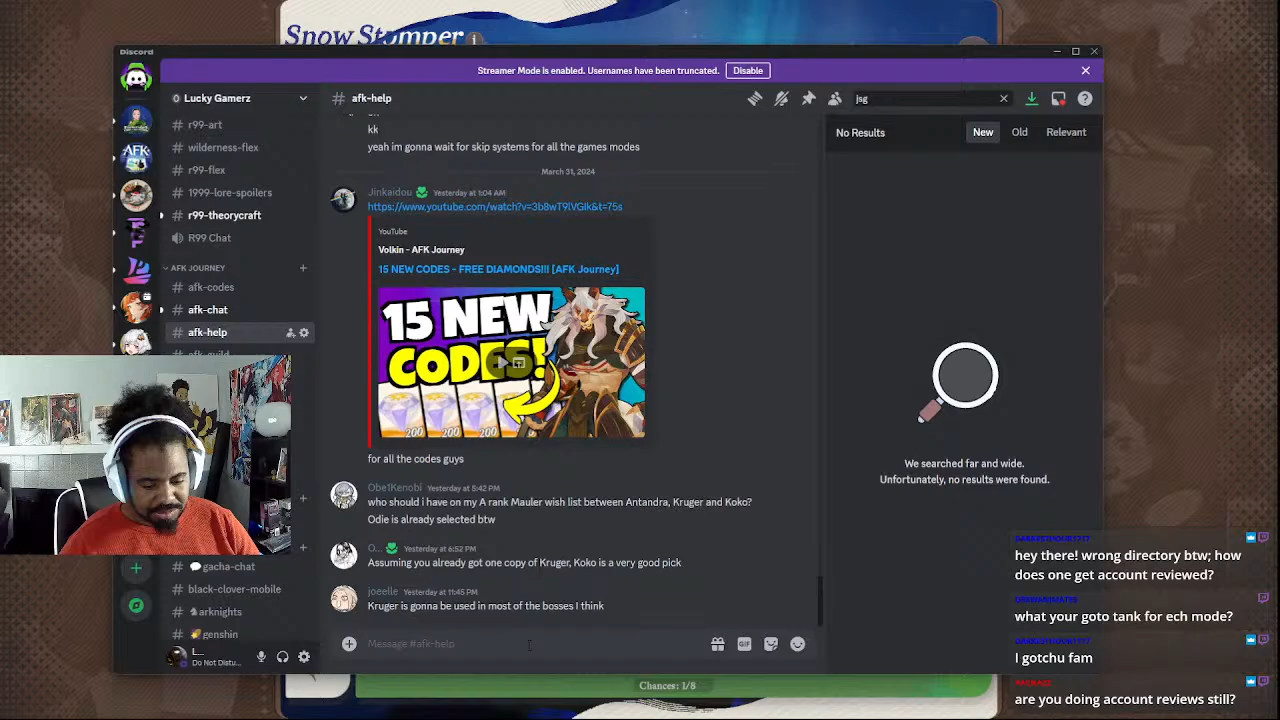 Snow Stomper
Discord
Streamer Mode is enabled. Usernames have been truncated.
Disable
Lucky Gamerz
# afk-help
jsg
# r99-art
# wilderness-flex
# r99-flex
# 1999-lore-spoilers
# r99-theorycraft
R99 Chat
AFK JOURNEY
# afk-codes
# afk-chat
# afk-help
# afk-guild
gacha-chat
# black-clover-mobile
# arknights
# genshin
Do Not Distu...
kk
yeah im gonna wait for skip systems for all the games modes
March 31, 2024
Jinkaidou Yesterday at 1:04 AM
YouTube
Volkin - AFK Journey
15 NEW CODES - FREE DIAMONDS!!! [AFK Journey]
15 NEW
CODES!
200 200 200 200
for all the codes guys
Obe1Kenobi Yesterday at 5:42 PM
who should i have on my A rank Mauler wish list between Antandra, Kruger and Koko?
Odie is already selected btw
O... Yesterday at 6:52 PM
Assuming you already got one copy of Kruger, Koko is a very good pick
joeelle Yesterday at 11:45 PM
Kruger is gonna be used in most of the bosses I think
Message #afk-help
GIF
No Results
New
Old
Relevant
We searched far and wide.
Unfortunately, no results were found.
Chances: 1/8
hey there! wrong directory btw; how
does one get account reviewed?
what your goto tank for ech mode?
I gotchu fam
are you doing account reviews still?